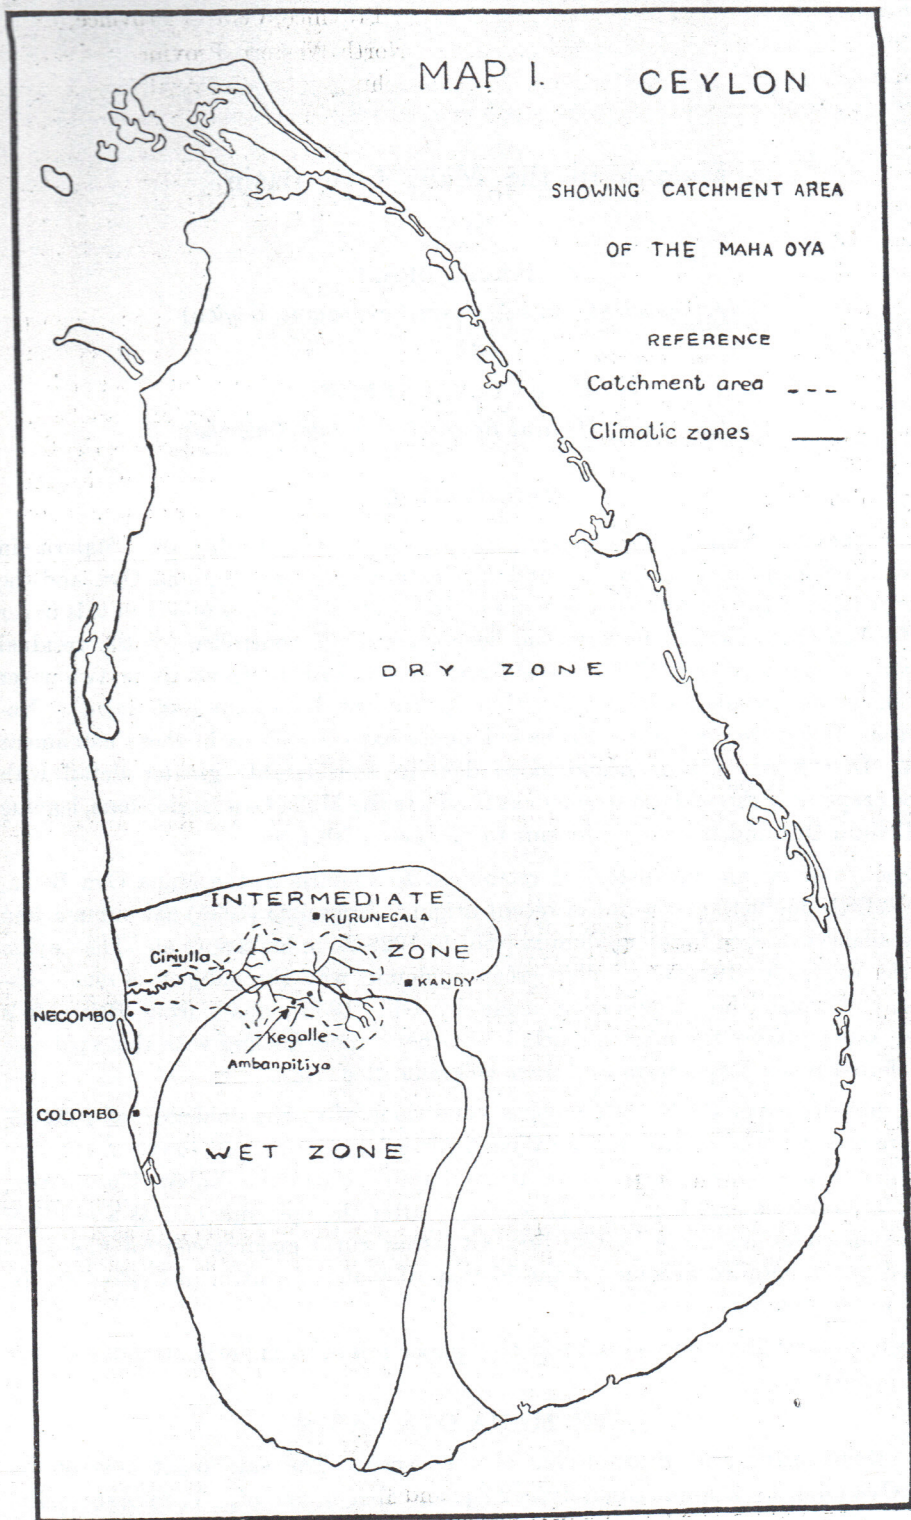 MAP I.
CEYLON
SHOWING CATCHMENT AREA
OF THE MAHA OYA
REFERENCE
Catchment area
Climatic zones
DRY ZONE
INTERMEDIATE
KURUNEGALA
Giriulla
ZONE
KANDY
NEGOMBO
Kegalle
Ambanpitiya
COLOMBO
WET ZONE